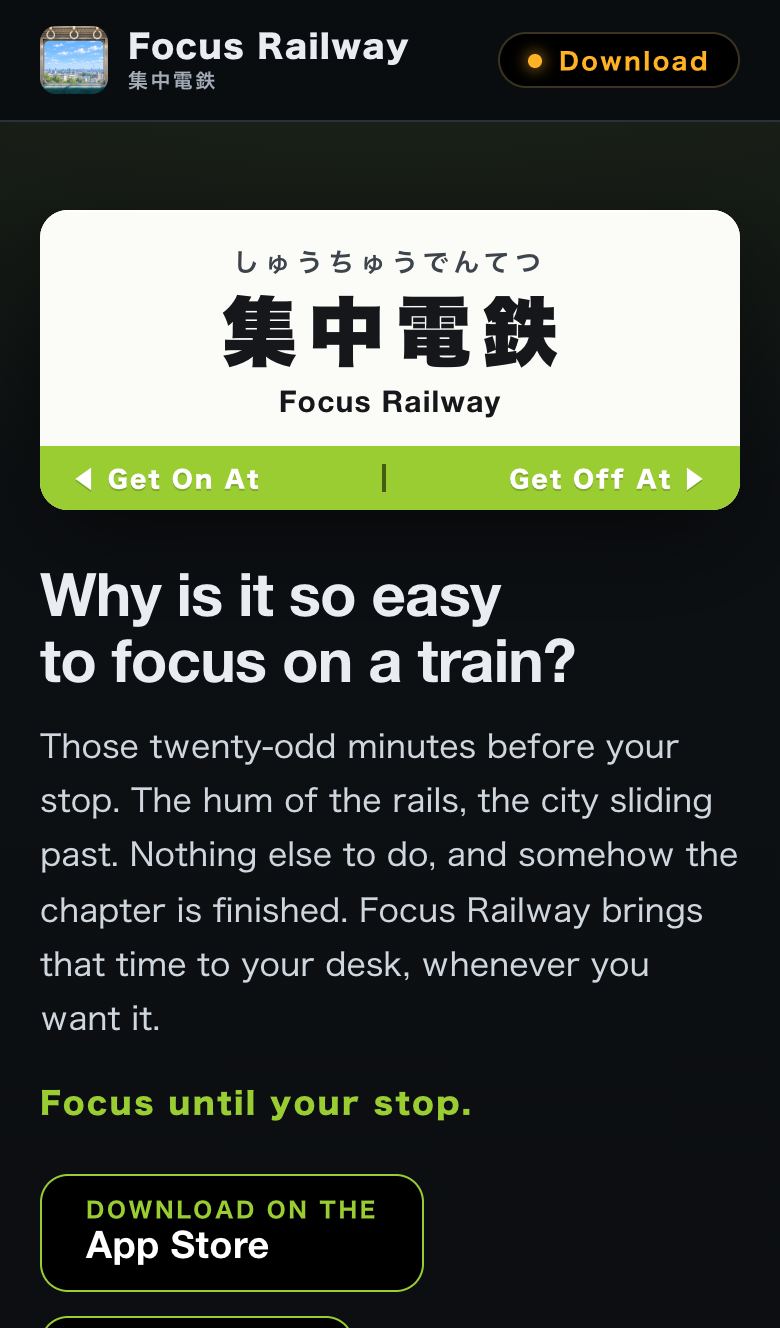 Focus Railway
集中電鉄
Download
しゅうちゅうでんてつ
集中電鉄
Focus Railway
Get On At
Get Off At
Why is it so easy
to focus on a train?
Those twenty-odd minutes before your
stop. The hum of the rails, the city sliding
past. Nothing else to do, and somehow the
chapter is finished. Focus Railway brings
that time to your desk, whenever you
want it.
Focus until your stop.
DOWNLOAD ON THE
App Store